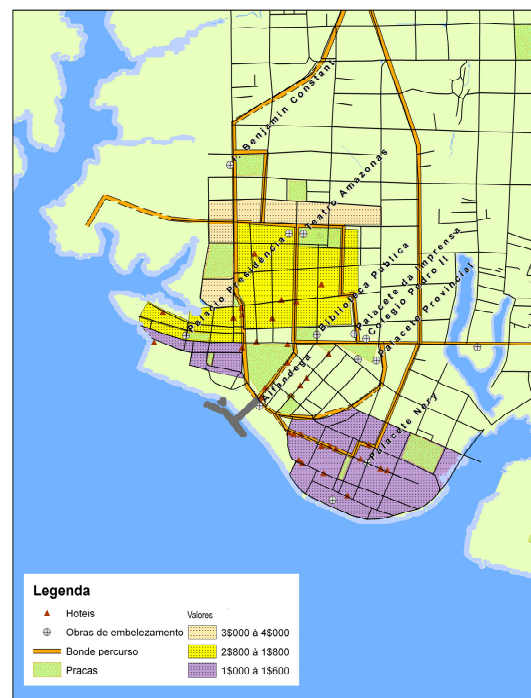 I. Benjamin Constant
Teatro Amazonas
Palacio Presidência
Biblioteca Publica
Palacete da Imprensa
Colegio Pedro II
Palacete Provincial
Alfandega
Palacete Nery
Legenda
Hoteis
Obras de embelezamento
Bonde percurso
Pracas
Valores
3$000 à 4$000
2$800 à 1$800
1$000 à 1$600